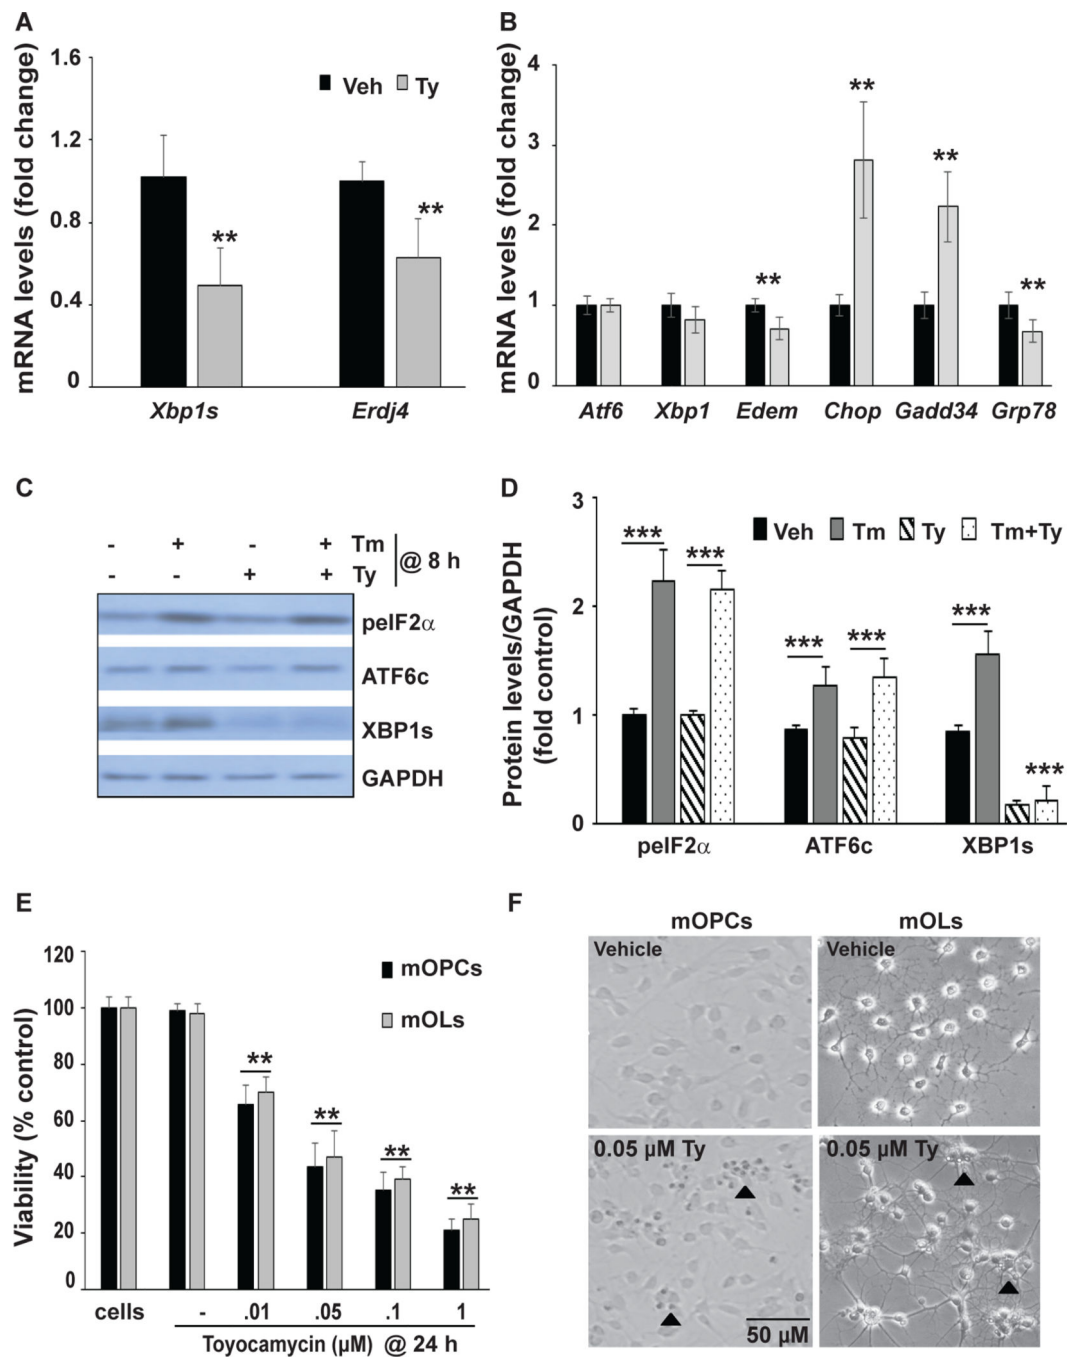 A
mRNA levels (fold change)
1.6
1.2
0.8
0.4
0
Veh Ty
**
**
Xbp1s Erdj4
B
mRNA levels (fold change)
4
3
2
1
0
**
**
**
**
Atf6 Xbp1 Edem Chop Gadd34 Grp78
C
- + - + Tm
- - + + Ty
@ 8 h
peIF2α
ATF6c
XBP1s
GAPDH
D
Protein levels/GAPDH
(fold control)
3
2
1
0
Veh Tm Ty Tm+Ty
*** ***
*** ***
*** ***
peIF2α ATF6c XBP1s
E
Viability (% control)
120
100
80
60
40
20
0
mOPCs
mOLs
**
**
**
**
cells - .01 .05 .1 1
Toyocamycin (µM) @ 24 h
F
mOPCs mOLs
Vehicle Vehicle
0.05 µM Ty 0.05 µM Ty
50 µM